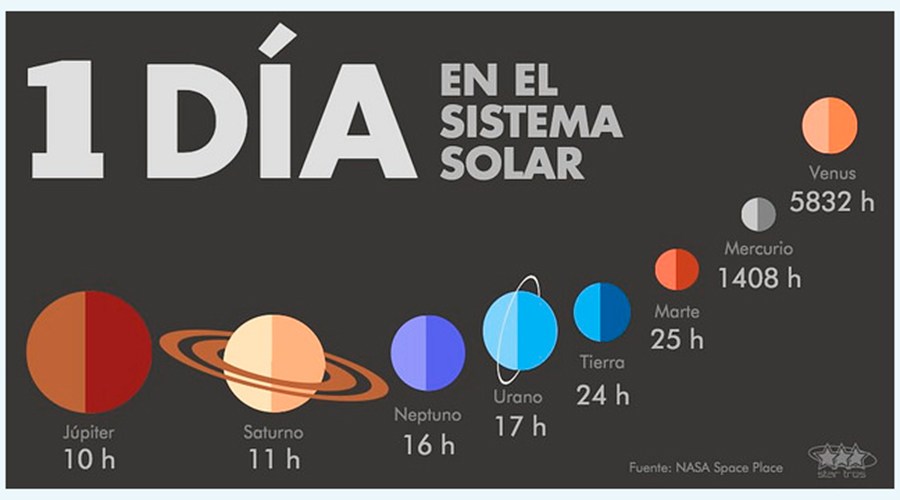 1 DÍA
EN EL
SISTEMA
SOLAR
Venus
5832 h
Mercurio
1408 h
Marte
25 h
Tierra
24 h
Urano
17 h
Neptuno
16 h
Saturno
11 h
Júpiter
10 h
Fuente: NASA Space Place
star tros